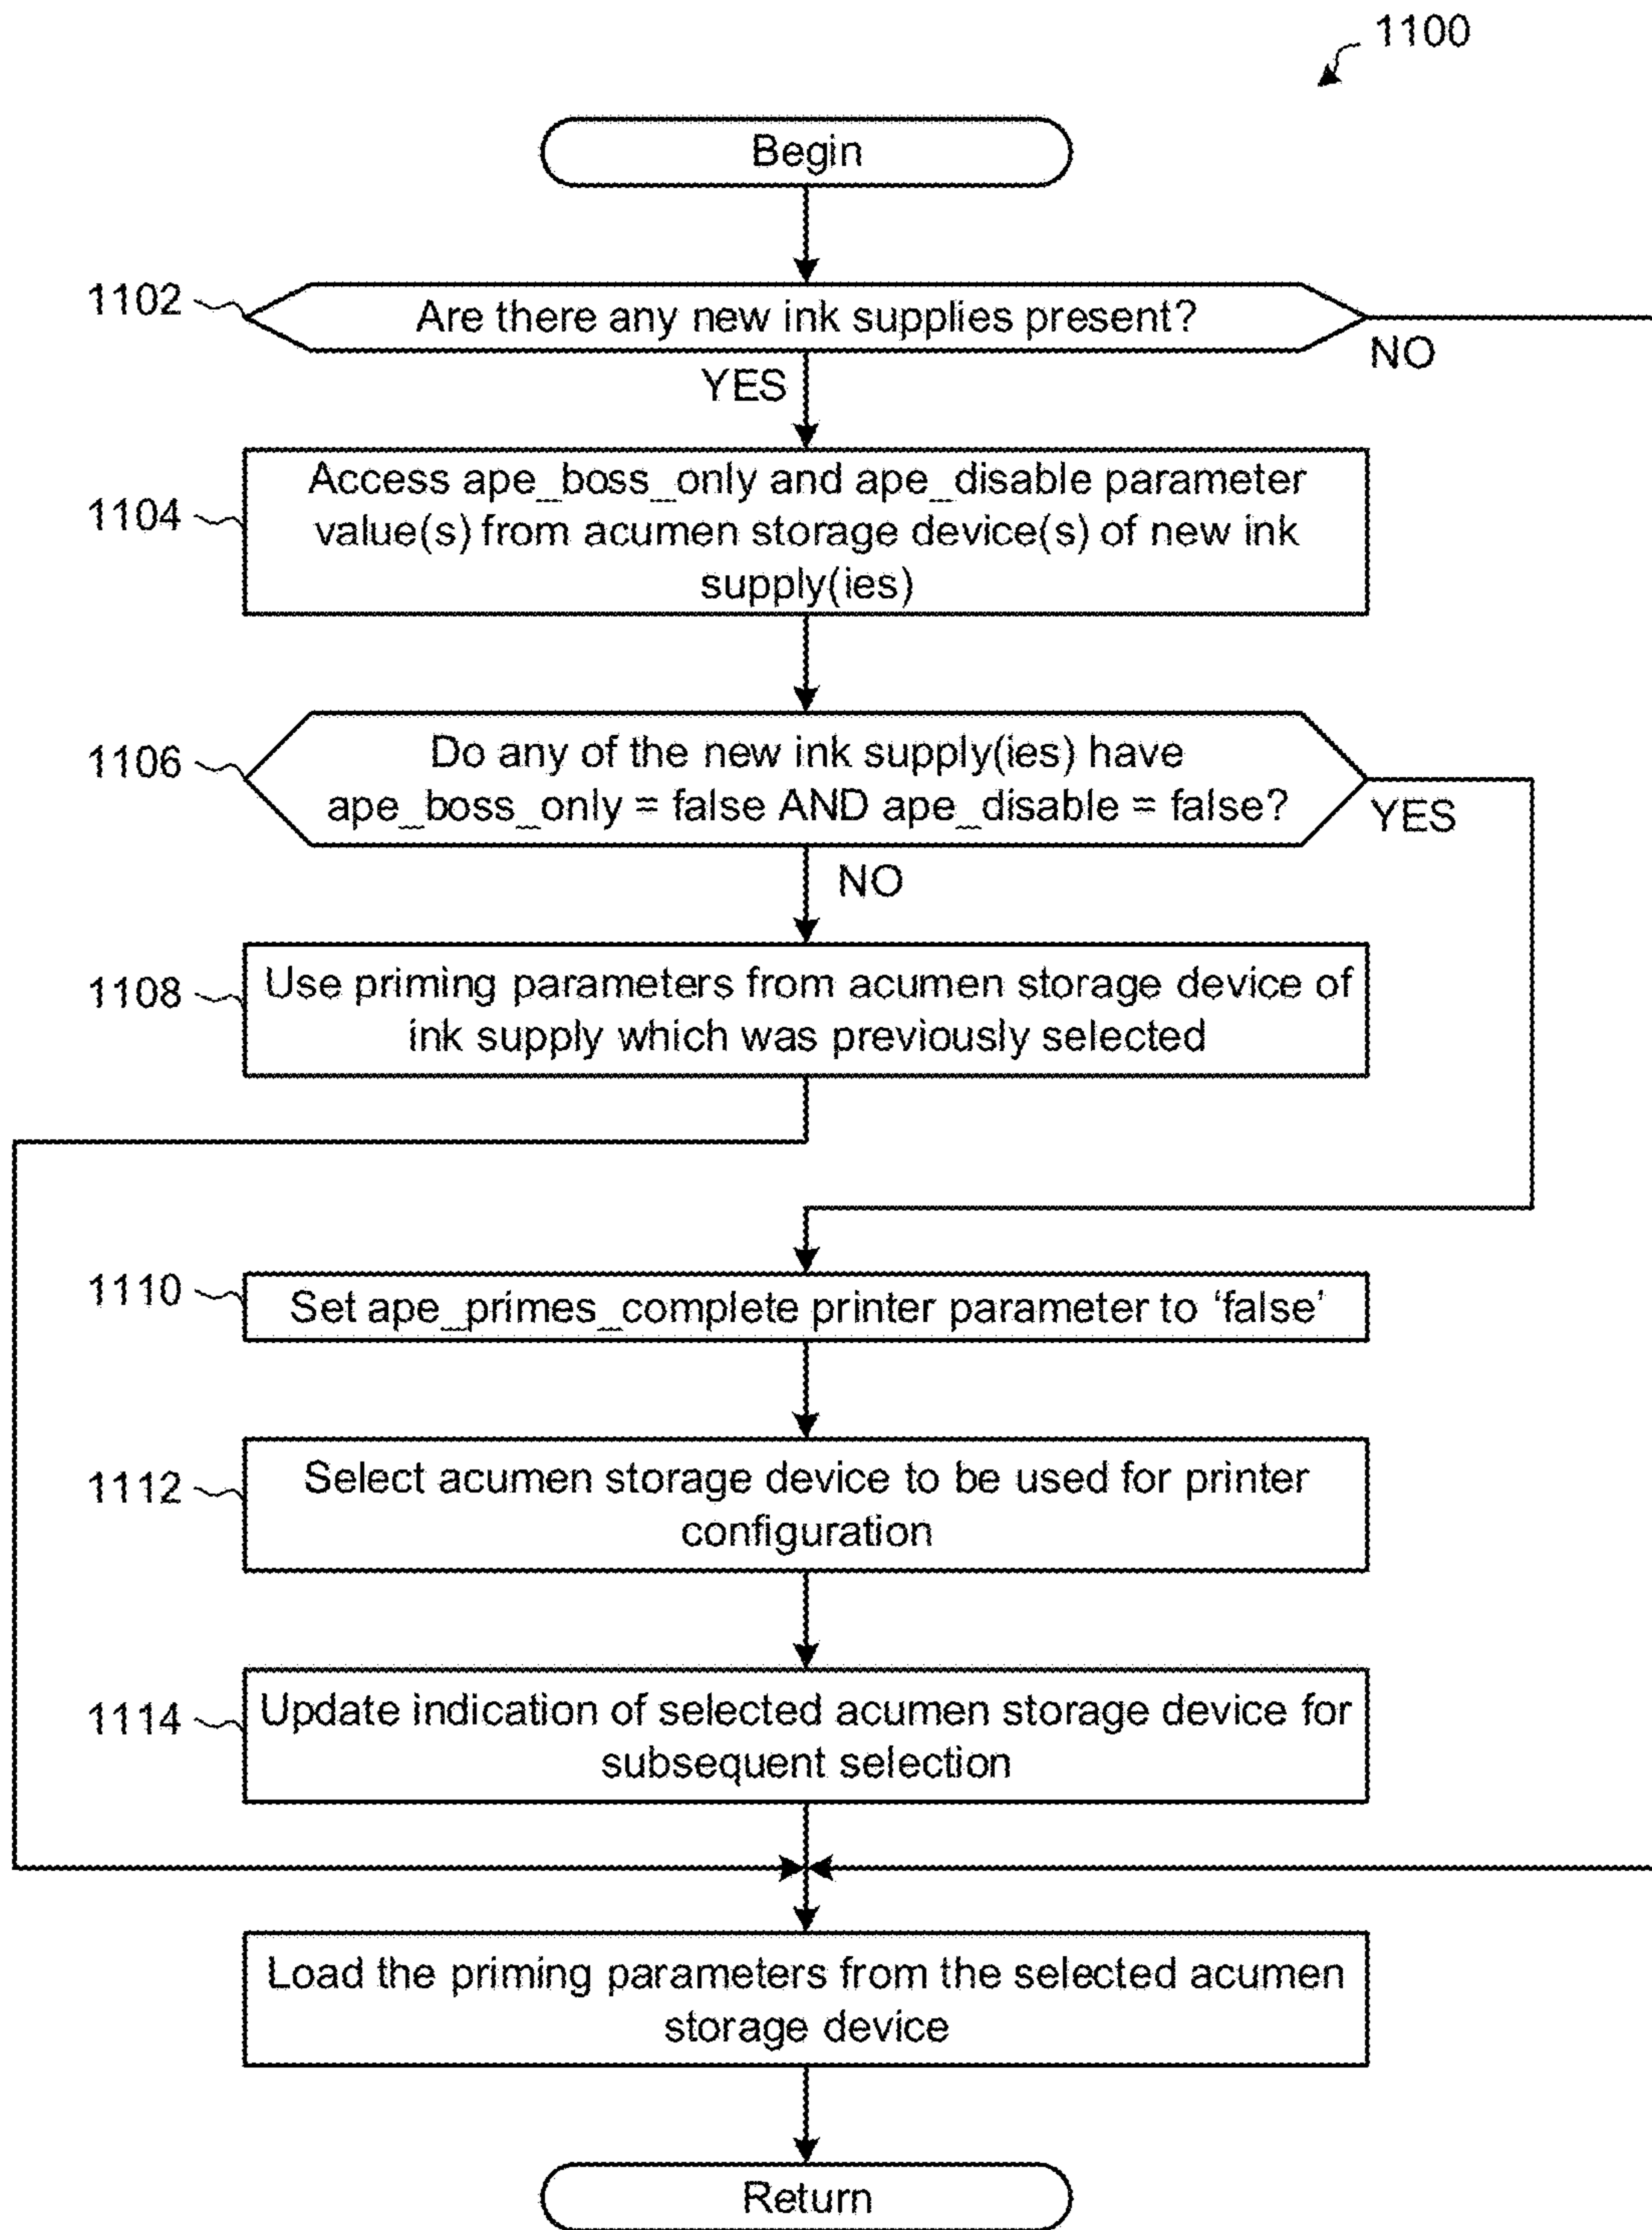 1100
Begin
1102
Are there any new ink supplies present?
NO
YES
1104
Access ape_boss_only and ape_disable parameter
value(s) from acumen storage device(s) of new ink
supply(ies)
1106
Do any of the new ink supply(ies) have
ape_boss_only = false AND ape_disable = false?
YES
NO
1108
Use priming parameters from acumen storage device of
ink supply which was previously selected
1110
Set ape_primes_complete printer parameter to ‘false’
1112
Select acumen storage device to be used for printer
configuration
1114
Update indication of selected acumen storage device for
subsequent selection
Load the priming parameters from the selected acumen
storage device
Return